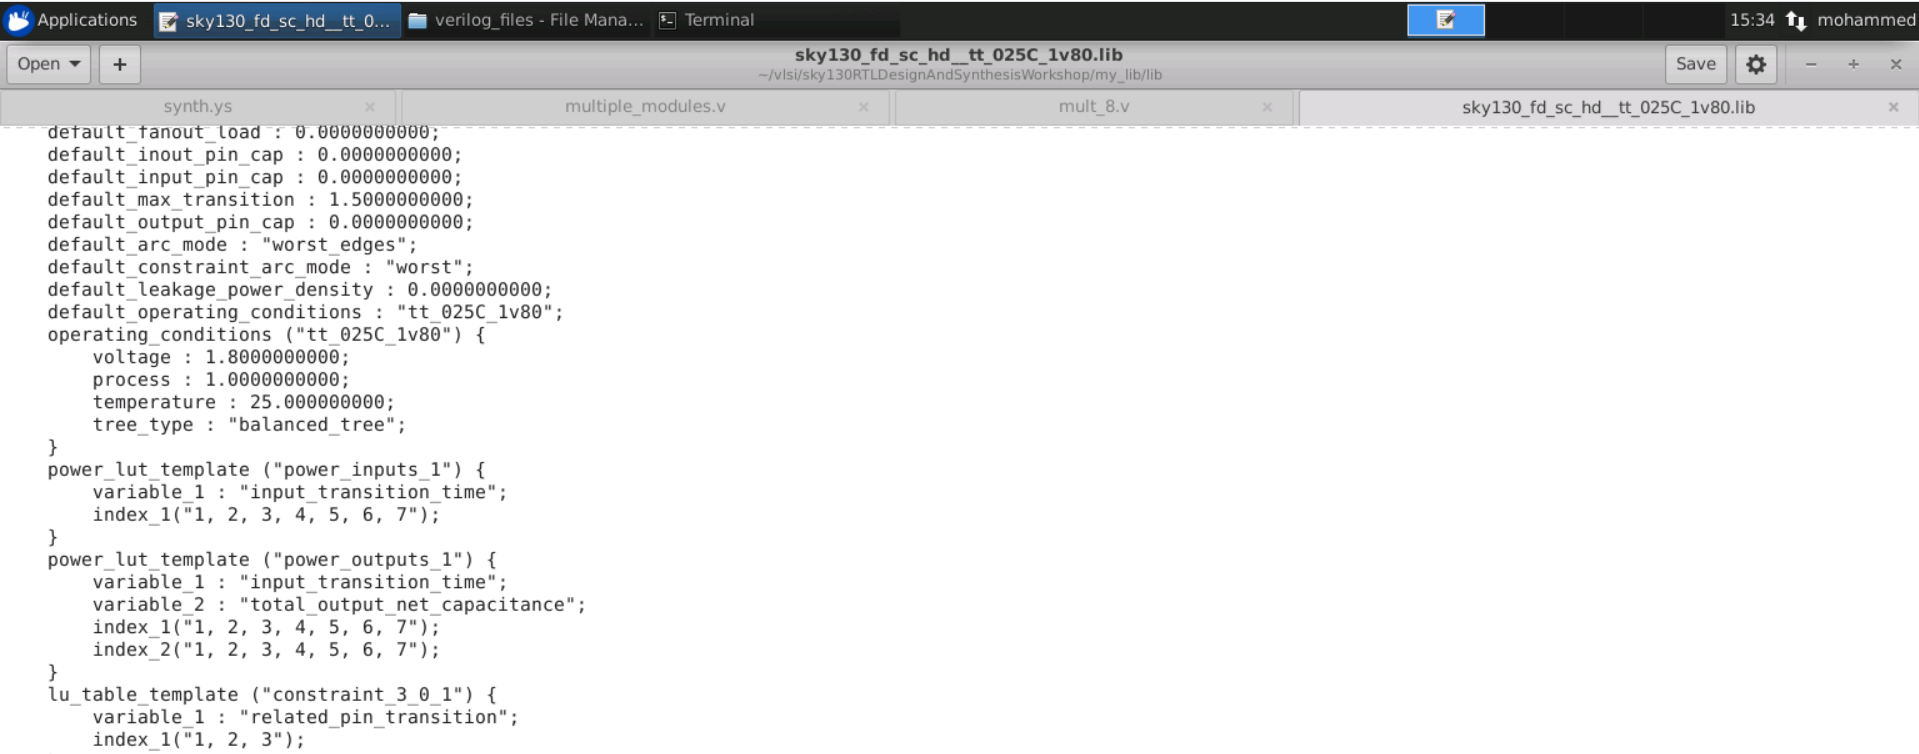 Applications
sky130_fd_sc_hd__tt_0...
verilog_files - File Mana...
Terminal
15:34
mohammed
Open
+
sky130_fd_sc_hd__tt_025C_1v80.lib
~/vlsi/sky130RTLDesignAndSynthesisWorkshop/my_lib/lib
Save
synth.ys
multiple_modules.v
mult_8.v
sky130_fd_sc_hd__tt_025C_1v80.lib
default_fanout_load : 0.0000000000;
default_inout_pin_cap : 0.0000000000;
default_input_pin_cap : 0.0000000000;
default_max_transition : 1.5000000000;
default_output_pin_cap : 0.0000000000;
default_arc_mode : "worst_edges";
default_constraint_arc_mode : "worst";
default_leakage_power_density : 0.0000000000;
default_operating_conditions : "tt_025C_1v80";
operating_conditions ("tt_025C_1v80") {
voltage : 1.8000000000;
process : 1.0000000000;
temperature : 25.000000000;
tree_type : "balanced_tree";
}
power_lut_template ("power_inputs_1") {
variable_1 : "input_transition_time";
index_1("1, 2, 3, 4, 5, 6, 7");
}
power_lut_template ("power_outputs_1") {
variable_1 : "input_transition_time";
variable_2 : "total_output_net_capacitance";
index_1("1, 2, 3, 4, 5, 6, 7");
index_2("1, 2, 3, 4, 5, 6, 7");
}
lu_table_template ("constraint_3_0_1") {
variable_1 : "related_pin_transition";
index_1("1, 2, 3");